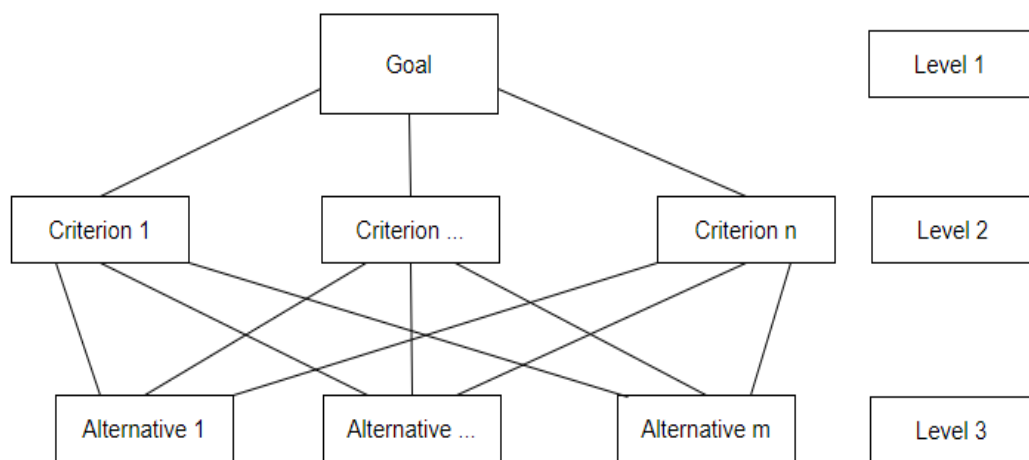 Goal
Level 1
Criterion 1
Criterion ...
Criterion n
Level 2
Alternative 1
Alternative ...
Alternative m
Level 3